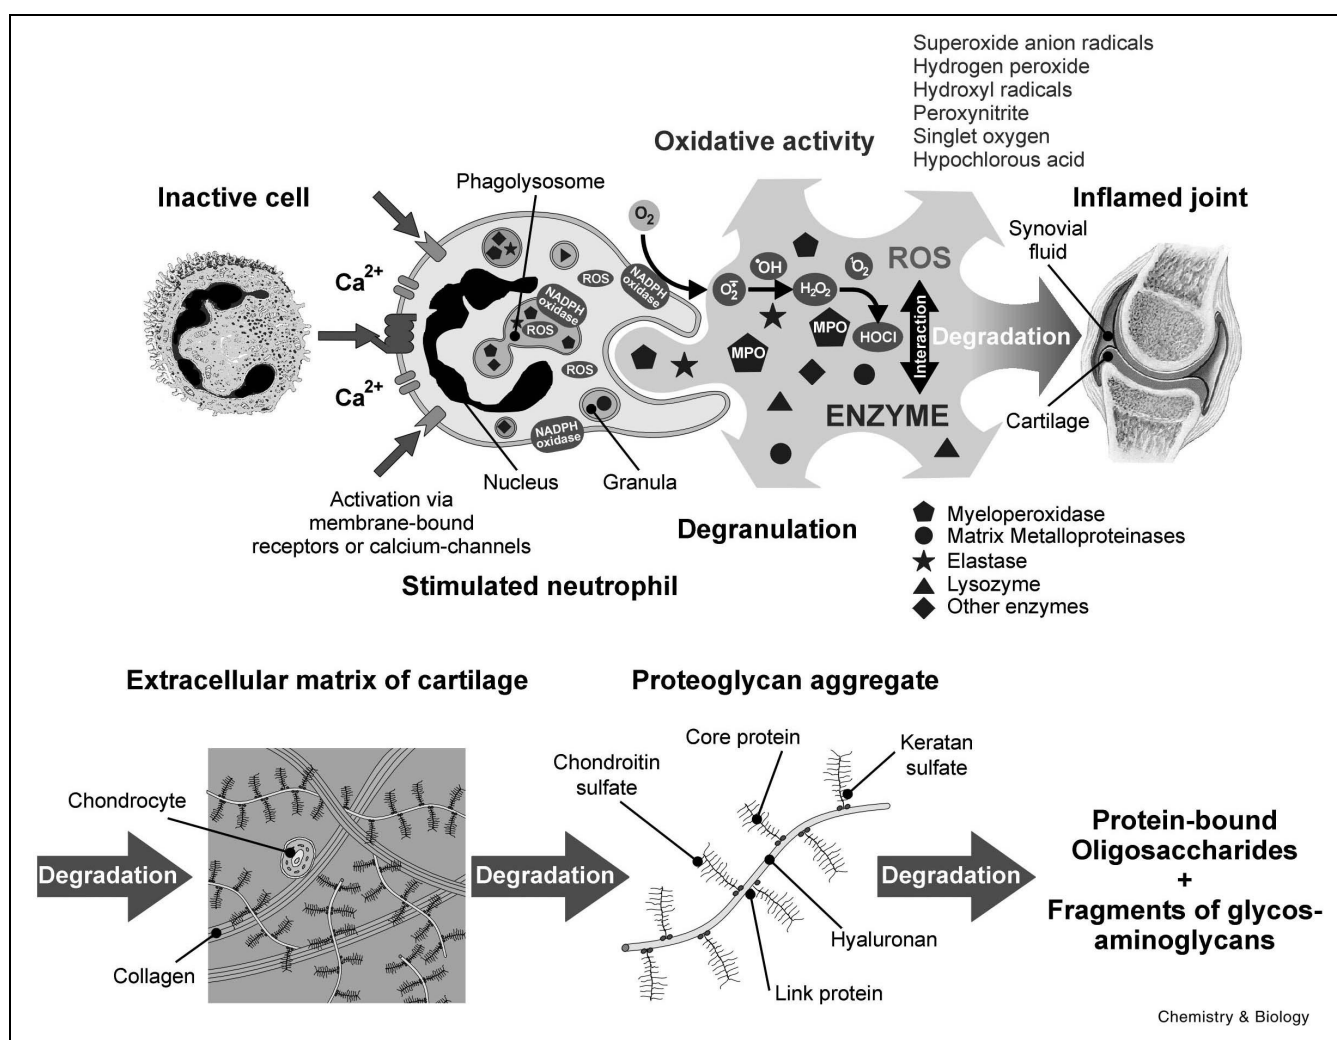 Superoxide anion radicals
Hydrogen peroxide
Hydroxyl radicals
Peroxynitrite
Singlet oxygen
Hypochlorous acid
Oxidative activity
Inactive cell
Phagolysosome
Inflamed joint
Synovial
fluid
O₂
Ca²⁺
Ca²⁺
ROS
NADPH
oxidase
NADPH
oxidase
ROS
ROS
NADPH
oxidase
O₂•̅
•OH
H₂O₂
¹O₂
HOCl
MPO
MPO
ROS
Interaction
ENZYME
Degradation
Cartilage
Nucleus
Granula
Activation via
membrane-bound
receptors or calcium-channels
Stimulated neutrophil
Degranulation
Myeloperoxidase
Matrix Metalloproteinases
Elastase
Lysozyme
Other enzymes
Extracellular matrix of cartilage
Proteoglycan aggregate
Degradation
Chondrocyte
Collagen
Degradation
Chondroitin
sulfate
Core protein
Keratan
sulfate
Hyaluronan
Link protein
Degradation
Protein-bound
Oligosaccharides
+
Fragments of glycos-
aminoglycans
Chemistry & Biology